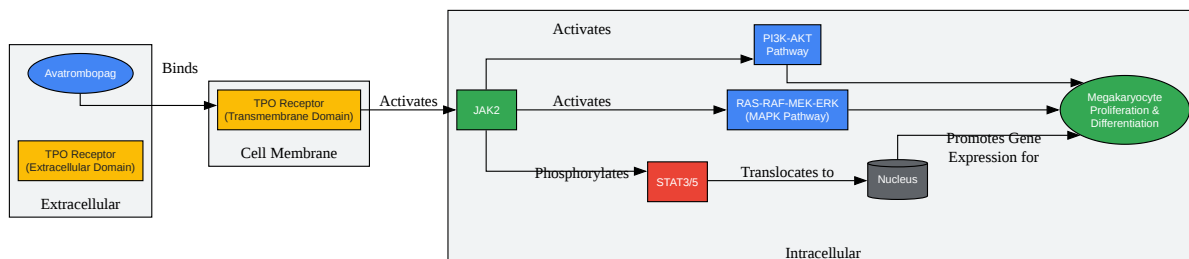 Avatrombopag
TPO Receptor
(Extracellular Domain)
Extracellular
Binds
TPO Receptor
(Transmembrane Domain)
Cell Membrane
Activates
JAK2
Activates
PI3K-AKT
Pathway
Activates
RAS-RAF-MEK-ERK
(MAPK Pathway)
Phosphorylates
STAT3/5
Translocates to
Nucleus
Promotes Gene
Expression for
Megakaryocyte
Proliferation &
Differentiation
Intracellular